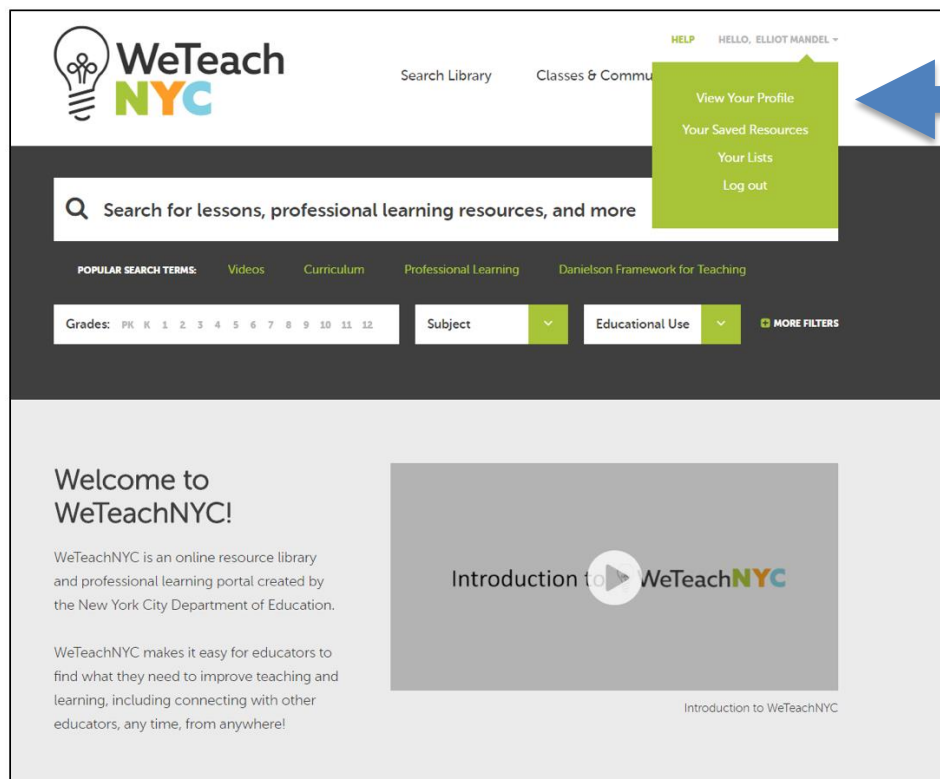 WeTeach
NYC
HELP HELLO, ELLIOT MANDEL
Search Library Classes & Commu
View Your Profile
Your Saved Resources
Your Lists
Log out
Search for lessons, professional learning resources, and more
POPULAR SEARCH TERMS: Videos Curriculum Professional Learning Danielson Framework for Teaching
Grades: PK K 1 2 3 4 5 6 7 8 9 10 11 12 Subject Educational Use MORE FILTERS
Welcome to
WeTeachNYC!
WeTeachNYC is an online resource library
and professional learning portal created by
the New York City Department of Education.
WeTeachNYC makes it easy for educators to
find what they need to improve teaching and
learning, including connecting with other
educators, any time, from anywhere!
Introduction to WeTeachNYC
Introduction to WeTeachNYC